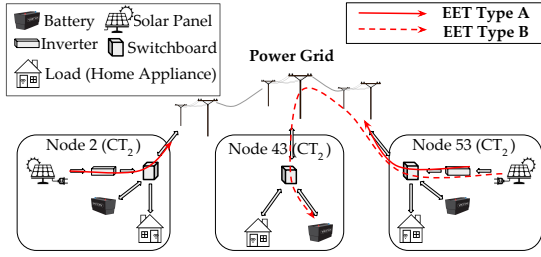 Battery
Solar Panel
Inverter
Switchboard
Load (Home Appliance)
EET Type A
EET Type B
Power Grid
Node 2 (CT2)
Node 43 (CT2)
Node 53 (CT2)